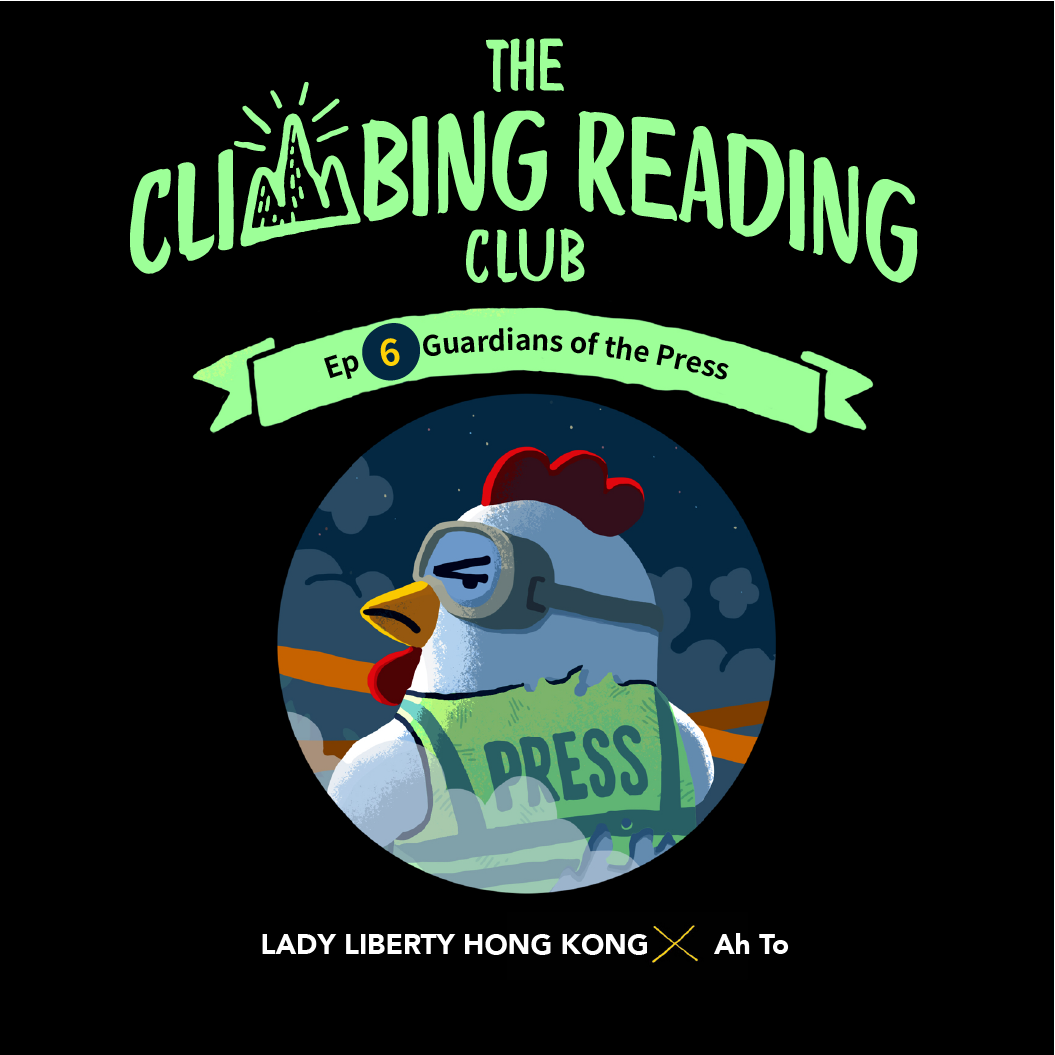 THE
CLIMBING READING
CLUB
Ep 6 Guardians of the Press
PRESS
LADY LIBERTY HONG KONG X Ah To